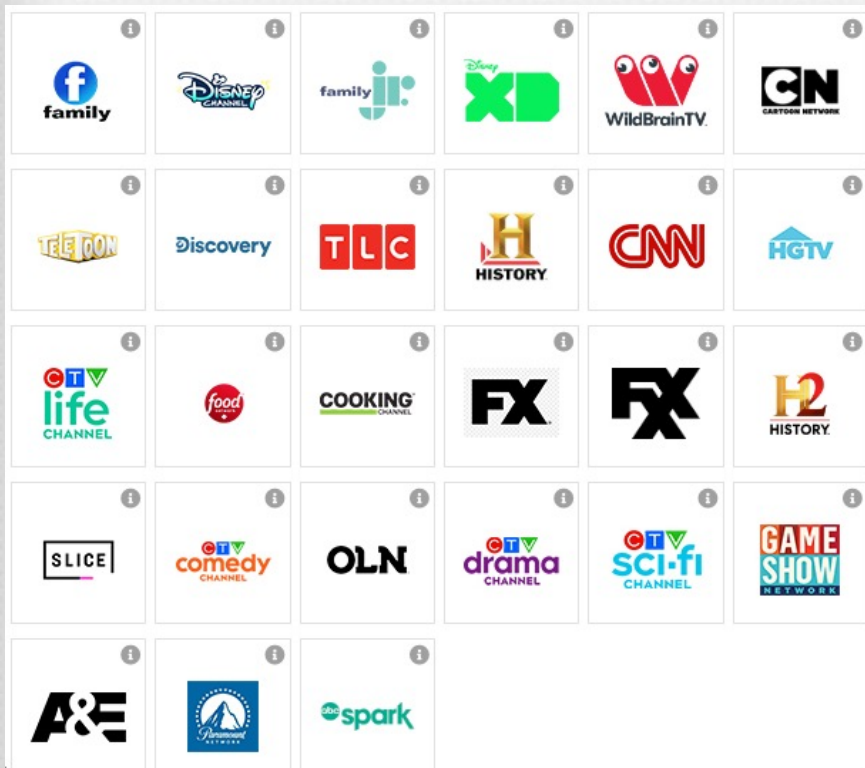 f
family
Disney
CHANNEL
family jr
Disney
XD
WildBrainTV
CN
CARTOON NETWORK
TELETOON
Discovery
TLC
H
HISTORY
CNN
HGTV
CTV
life
CHANNEL
food
network
COOKING
CHANNEL
FX
FXX
H2
HISTORY
SLICE
CTV
comedy
CHANNEL
OLN
CTV
drama
CHANNEL
CTV
sci-fi
CHANNEL
GAME
SHOW
NETWORK
A&E
Paramount
NETWORK
abc spark